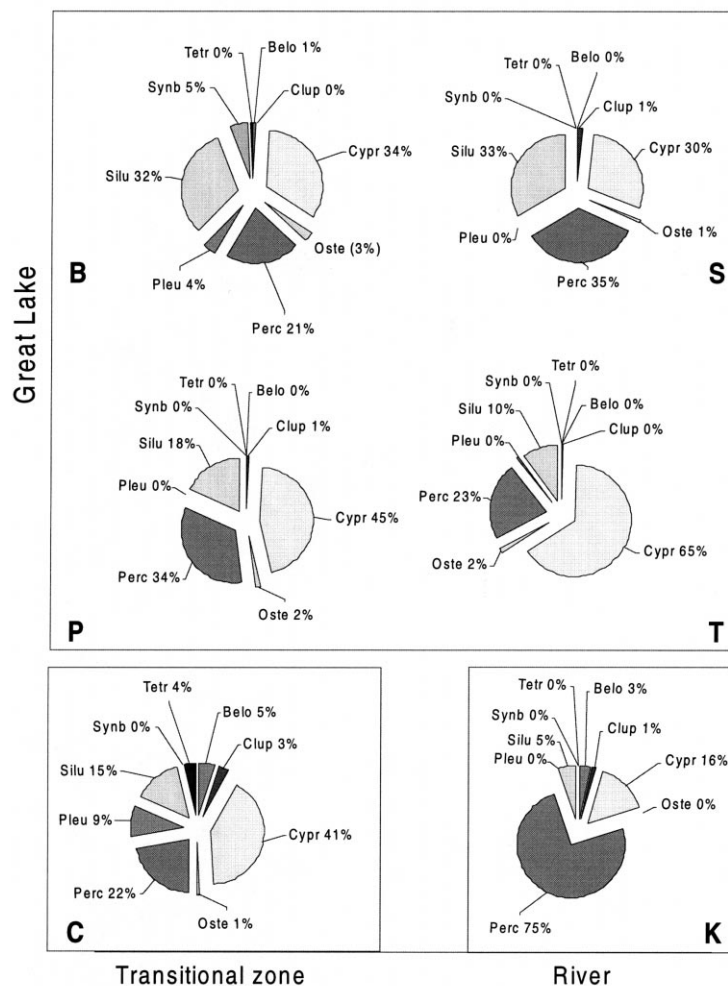 Great Lake
Tetr 0%
Belo 1%
Synb 5%
Clup 0%
Cypr 34%
Silu 32%
Oste (3%)
Pleu 4%
Perc 21%
B
Tetr 0%
Belo 0%
Synb 0%
Clup 1%
Silu 33%
Cypr 30%
Pleu 0%
Oste 1%
Perc 35%
S
Tetr 0%
Belo 0%
Synb 0%
Clup 1%
Silu 18%
Pleu 0%
Cypr 45%
Perc 34%
Oste 2%
P
Tetr 0%
Synb 0%
Belo 0%
Silu 10%
Clup 0%
Pleu 0%
Perc 23%
Cypr 65%
Oste 2%
T
Tetr 4%
Belo 5%
Synb 0%
Clup 3%
Silu 15%
Pleu 9%
Cypr 41%
Perc 22%
Oste 1%
C
Tetr 0%
Belo 3%
Synb 0%
Clup 1%
Silu 5%
Cypr 16%
Pleu 0%
Oste 0%
Perc 75%
K
Transitional zone
River